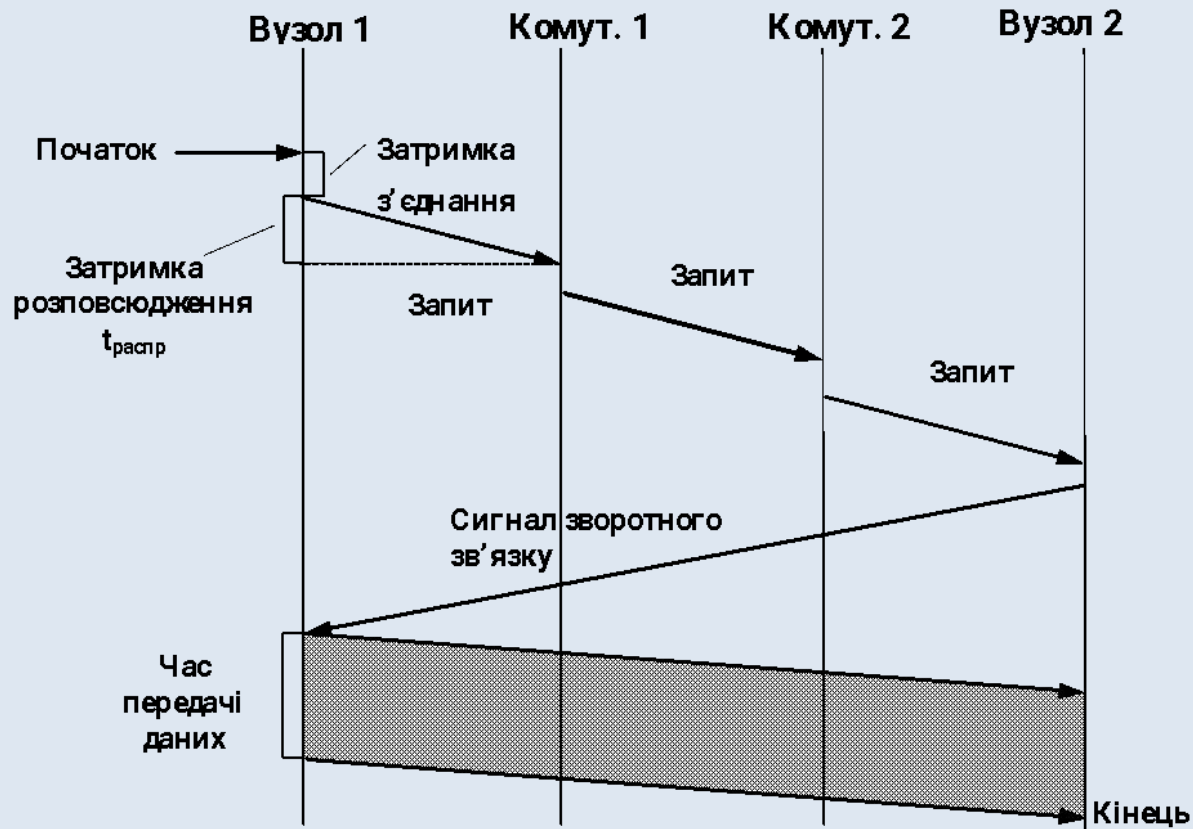 Вузол 1
Комут. 1
Комут. 2
Вузол 2
Початок
Затримка
з’єднання
Затримка
розповсюдження
tраспр
Запит
Запит
Запит
Сигнал зворотного
зв’язку
Час
передачі
даних
Кінець